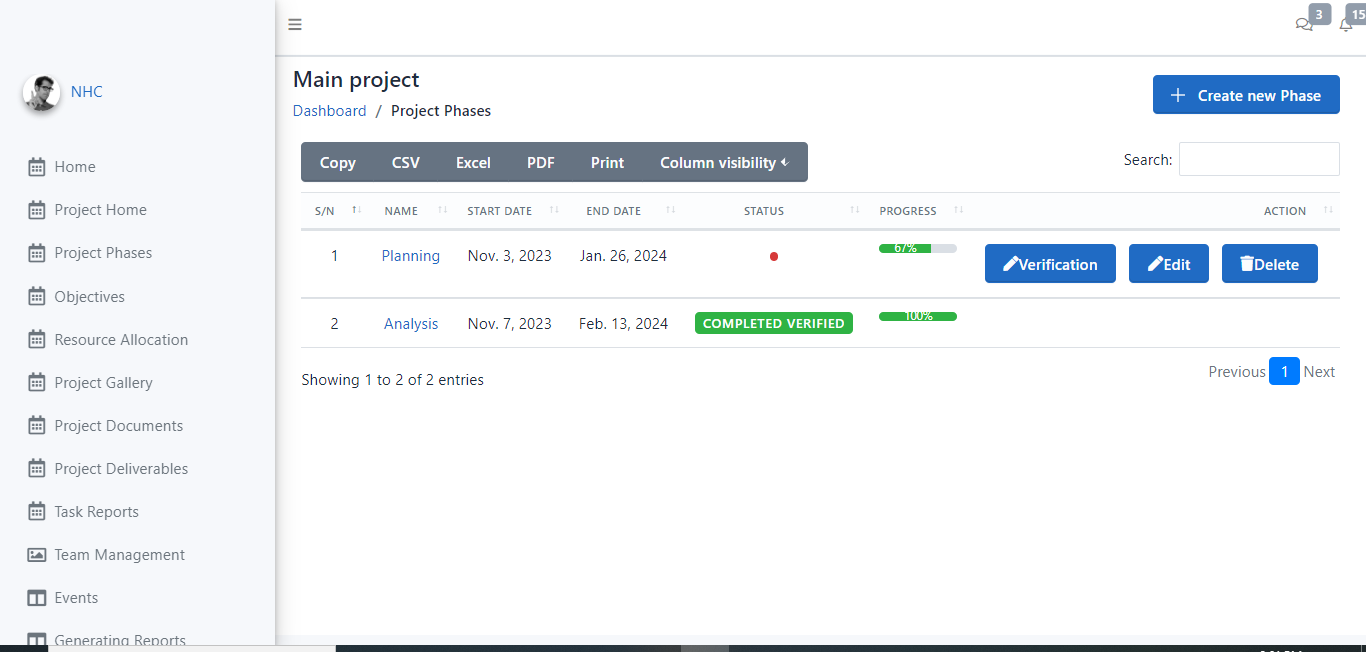 3
15
NHC
Home
Project Home
Project Phases
Objectives
Resource Allocation
Project Gallery
Project Documents
Project Deliverables
Task Reports
Team Management
Events
Generating Reports
Main project
Dashboard / Project Phases
Create new Phase
Copy CSV Excel PDF Print Column visibility
Search:
S/N NAME START DATE END DATE STATUS PROGRESS ACTION
1 Planning Nov. 3, 2023 Jan. 26, 2024 67% Verification Edit Delete
2 Analysis Nov. 7, 2023 Feb. 13, 2024 COMPLETED VERIFIED 100%
Showing 1 to 2 of 2 entries
Previous 1 Next